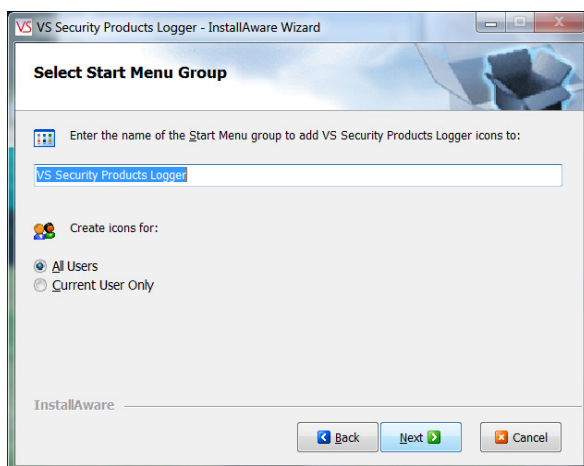 VS VS Security Products Logger - InstallAware Wizard
Select Start Menu Group
Enter the name of the Start Menu group to add VS Security Products Logger icons to:
VS Security Products Logger
Create icons for:
All Users
Current User Only
InstallAware
Back Next Cancel